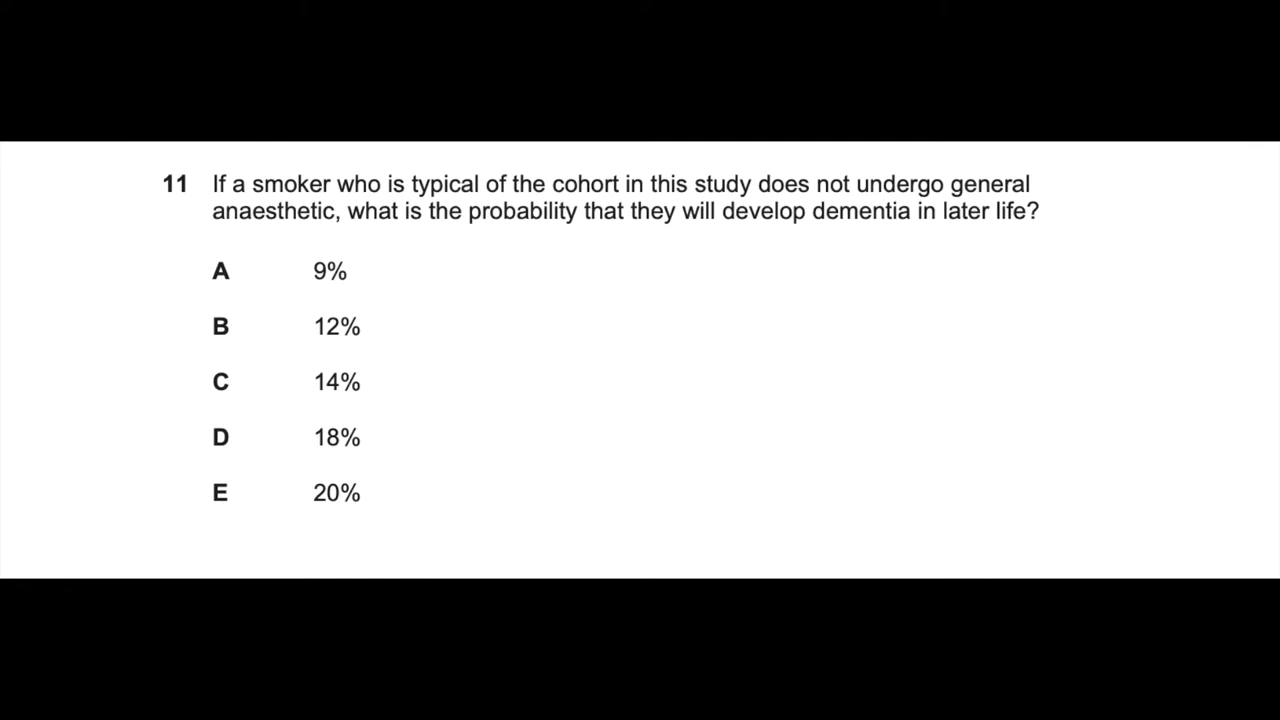 11 If a smoker who is typical of the cohort in this study does not undergo general
anaesthetic, what is the probability that they will develop dementia in later life?
A 9%
B 12%
C 14%
D 18%
E 20%